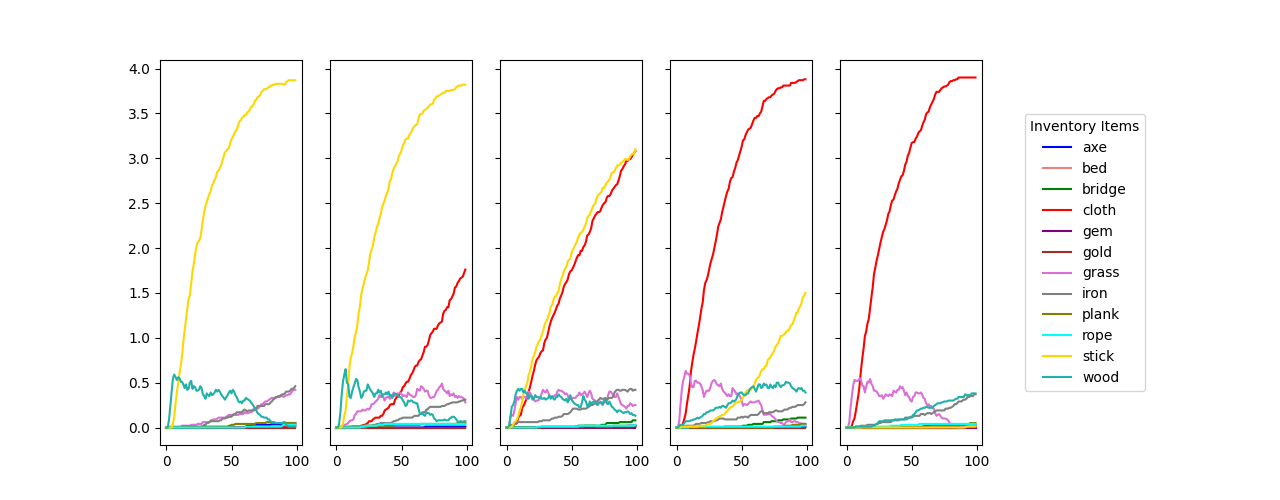 4.0
3.5
3.0
2.5
2.0
1.5
1.0
0.5
0.0
0 50 100 0 50 100 0 50 100 0 50 100 0 50 100
Inventory Items
axe
bed
bridge
cloth
gem
gold
grass
iron
plank
rope
stick
wood